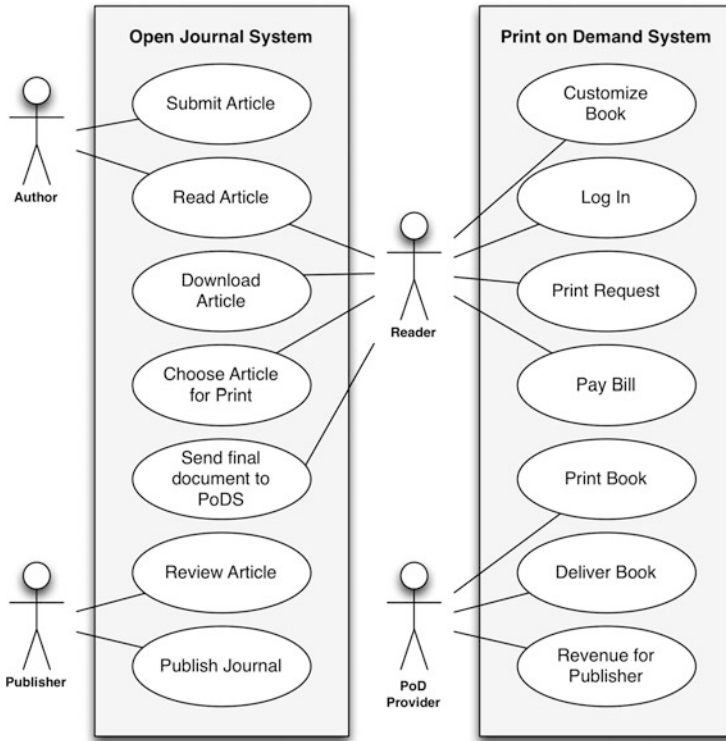 Open Journal System
Submit Article
Read Article
Download
Article
Choose Article
for Print
Send final
document to
PoDS
Review Article
Publish Journal
Author
Publisher
Reader
PoD
Provider
Print on Demand System
Customize
Book
Log In
Print Request
Pay Bill
Print Book
Deliver Book
Revenue for
Publisher